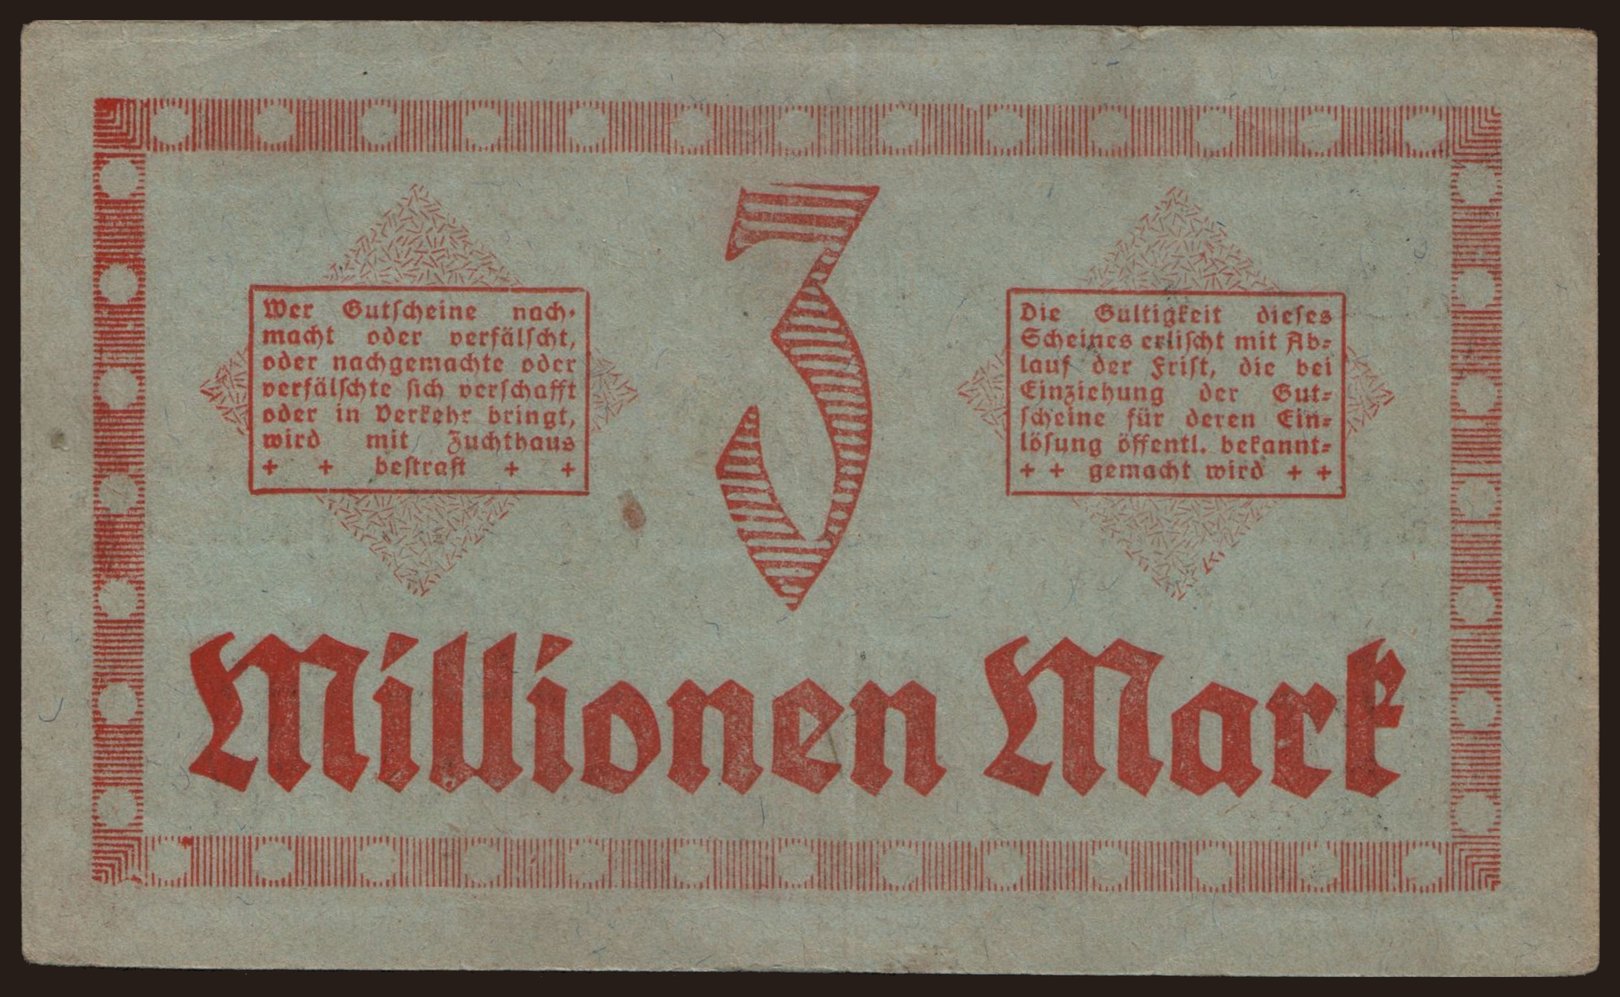 Wer Gutscheine nach-
macht oder verfälscht,
oder nachgemachte oder
verfälschte sich verschafft
oder in Verkehr bringt,
wird mit Zuchthaus
+ + bestraft + +
3
Die Gültigkeit dieses
Scheines erlischt mit Ab-
lauf der Frist, die bei
Einziehung der Gut-
scheine für deren Ein-
lösung öffentl. bekannt-
+ + gemacht wird + +
Millionen Mark